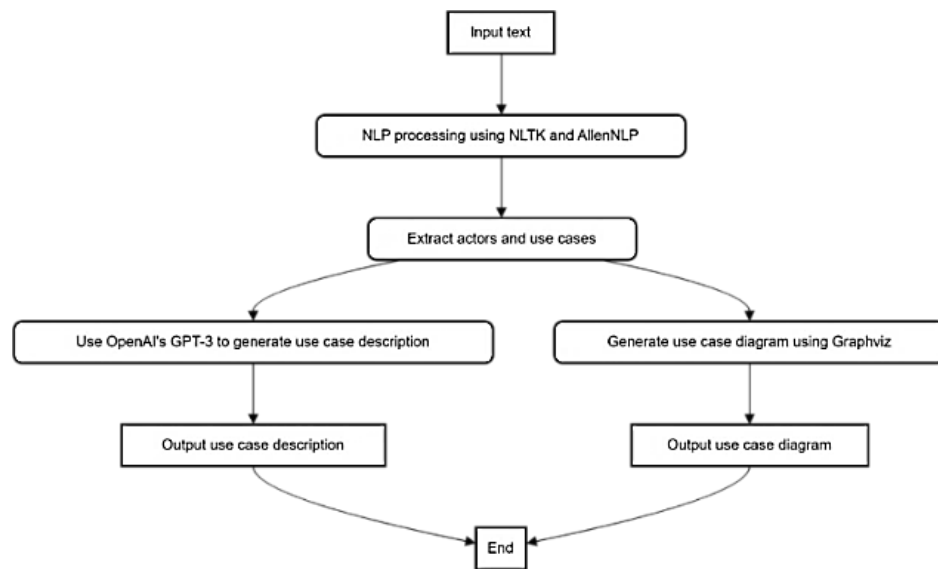 Input text
NLP processing using NLTK and AllenNLP
Extract actors and use cases
Use OpenAI's GPT-3 to generate use case description
Generate use case diagram using Graphviz
Output use case description
Output use case diagram
End